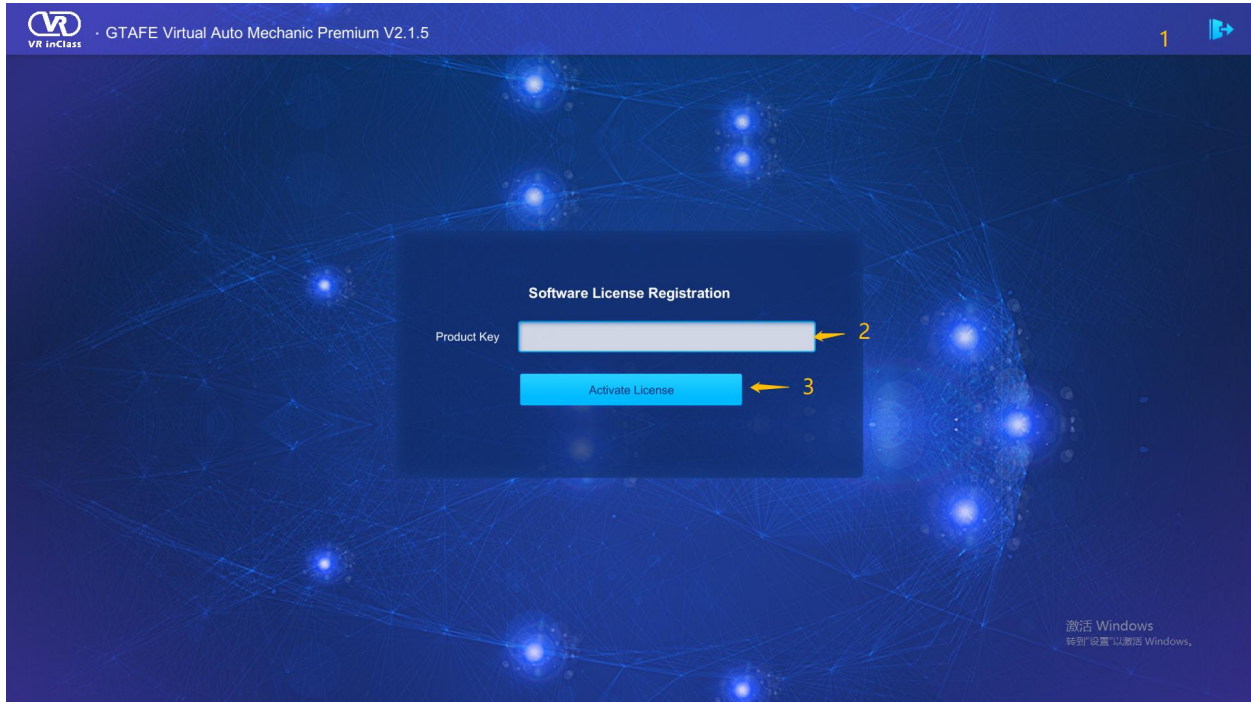 VR
VR inClass
· GTAFE Virtual Auto Mechanic Premium V2.1.5
1
Software License Registration
Product Key
2
Activate License
3
激活 Windows
转到"设置"以激活 Windows。